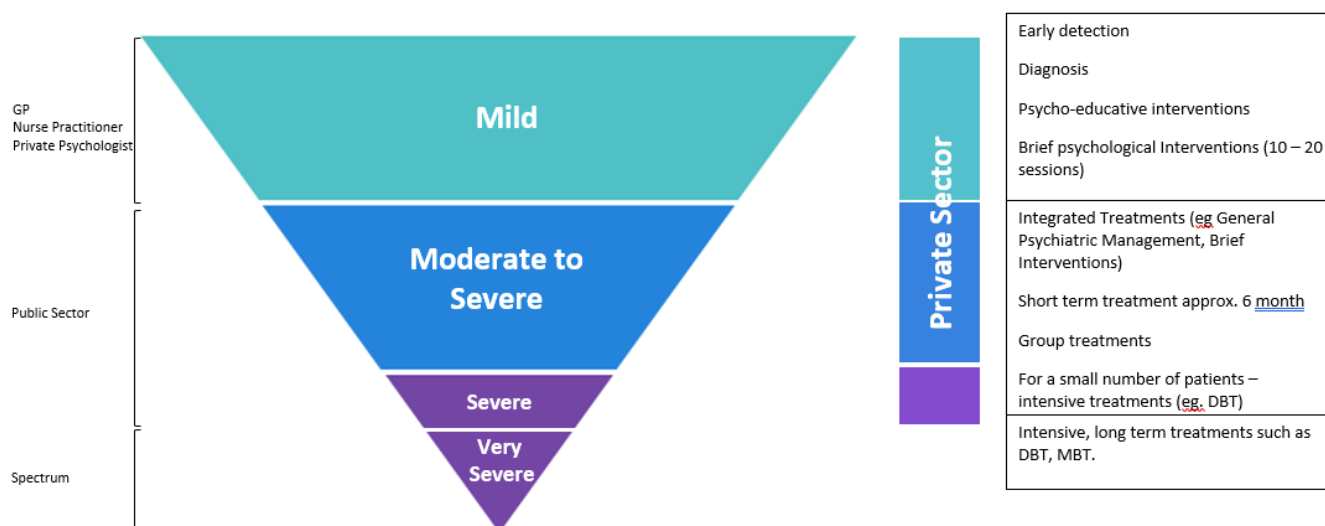 GP
Nurse Practitioner
Private Psychologist
Public Sector
Spectrum
Mild
Moderate to
Severe
Severe
Very
Severe
Private Sector
Early detection
Diagnosis
Psycho-educative interventions
Brief psychological Interventions (10 – 20
sessions)
Integrated Treatments (eg General
Psychiatric Management, Brief
Interventions)
Short term treatment approx. 6 month
Group treatments
For a small number of patients –
intensive treatments (eg. DBT)
Intensive, long term treatments such as
DBT, MBT.